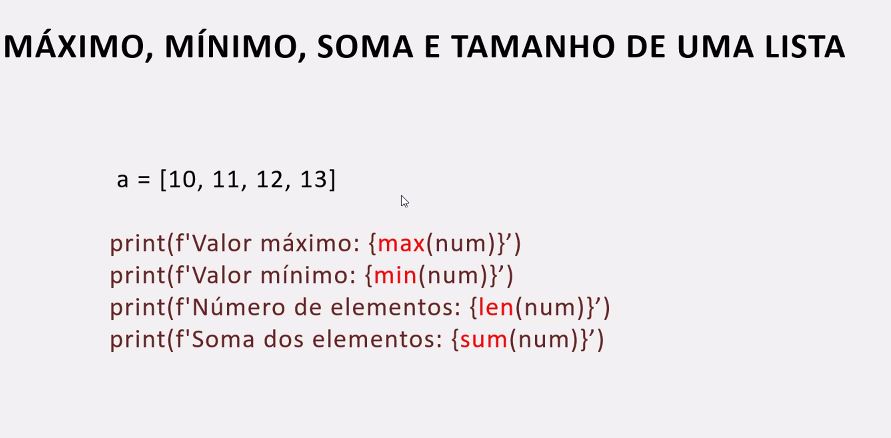 MÁXIMO, MÍNIMO, SOMA E TAMANHO DE UMA LISTA
a = [10, 11, 12, 13]
print(f'Valor máximo: {max(num)}’)
print(f'Valor mínimo: {min(num)}’)
print(f'Número de elementos: {len(num)}’)
print(f'Soma dos elementos: {sum(num)}’)